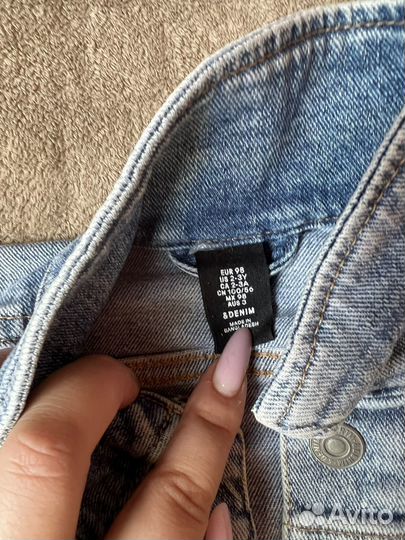 EUR 98
US 2-3Y
CA 2-3A
CN 100/56
MX 98
AUS 3
&DENIM
MADE IN
BANGLADESH
Avito